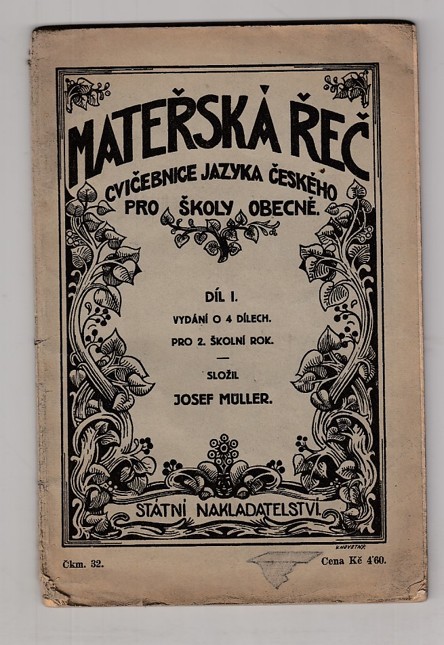 MATEŘSKÁ ŘEČ
CVIČEBNICE JAZYKA ČESKÉHO
PRO ŠKOLY OBECNÉ.
DÍL I.
VYDÁNÍ O 4 DÍLECH.
PRO 2. ŠKOLNÍ ROK.
SLOŽIL
JOSEF MÜLLER.
STÁTNÍ NAKLADATELSTVÍ.
Čkm. 32.
Cena Kč 4'60.